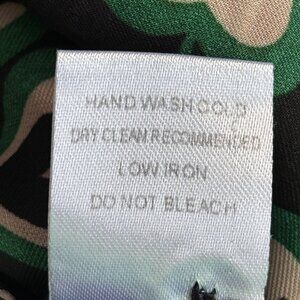 HAND WASH COLD
DRY CLEAN RECOMMENDED
LOW IRON
DO NOT BLEACH